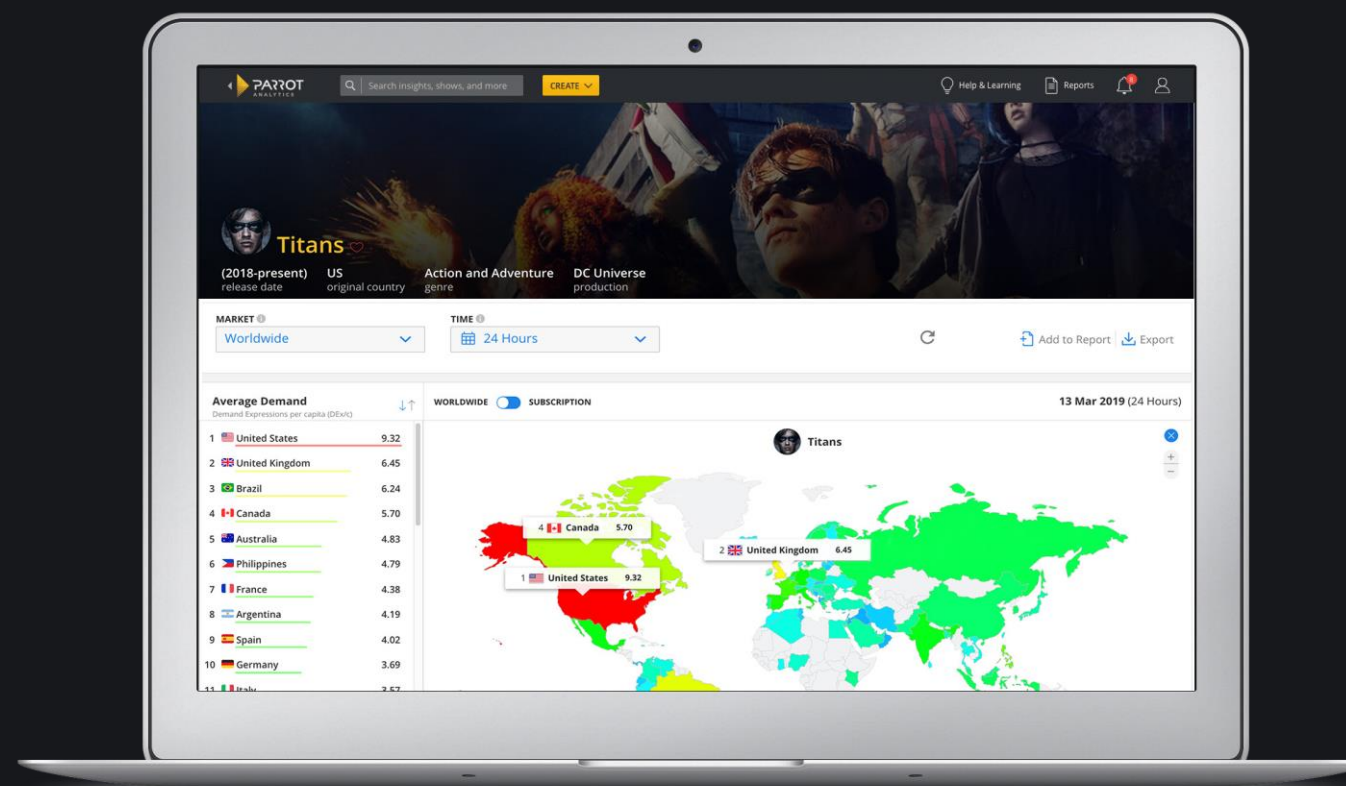 PARROT
ANALYTICS
Search insights, shows, and more
CREATE
Help & Learning
Reports
8
Titans
(2018-present) US Action and Adventure DC Universe
release date original country genre production
MARKET TIME
Worldwide 24 Hours
Add to Report Export
Average Demand
Demand Expressions per capita (DEx/c)
WORLDWIDE SUBSCRIPTION 13 Mar 2019 (24 Hours)
Titans
1 United States 9.32
2 United Kingdom 6.45
3 Brazil 6.24
4 Canada 5.70
5 Australia 4.83
6 Philippines 4.79
7 France 4.38
8 Argentina 4.19
9 Spain 4.02
10 Germany 3.69
11 Italy 3.57
4 Canada 5.70
2 United Kingdom 6.45
1 United States 9.32